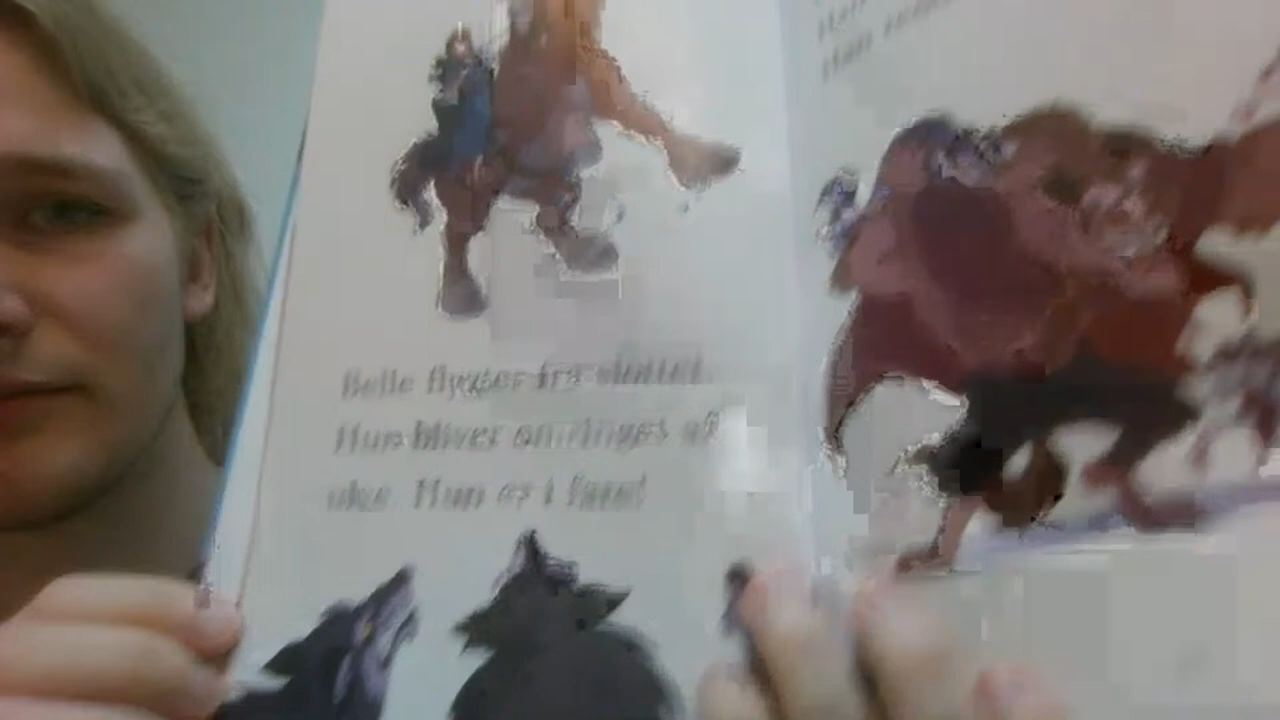 Belle flygter fra slottet.
Hun bliver omringet af
ulve. Hun er i fare!